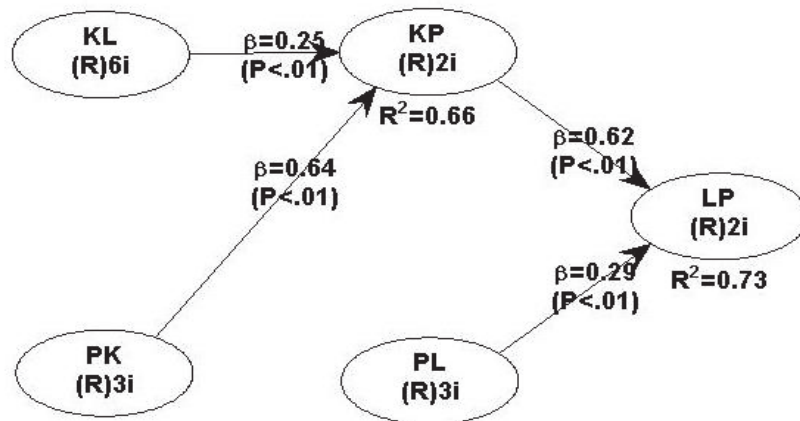 KL
(R)6i
β=0.25
(P<.01)
KP
(R)2i
R²=0.66
β=0.64
(P<.01)
β=0.62
(P<.01)
LP
(R)2i
R²=0.73
β=0.29
(P<.01)
PK
(R)3i
PL
(R)3i